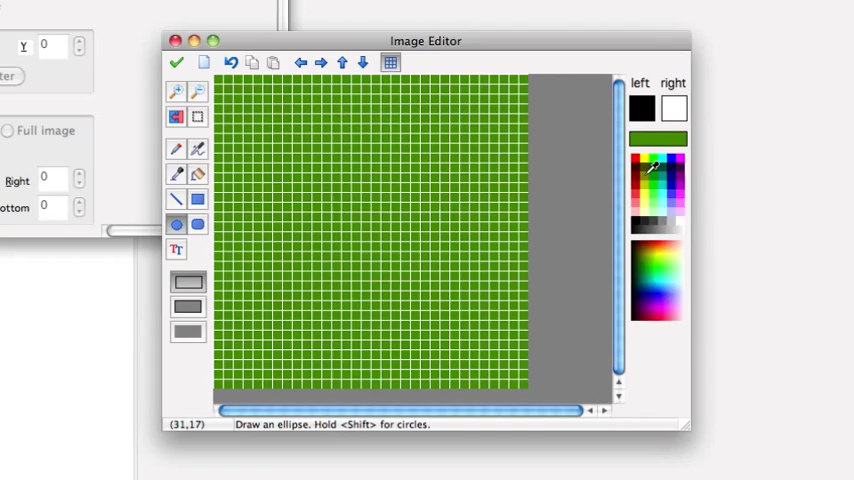 Image Editor
Y 0
ter
Full image
Right 0
ottom 0
left right
TT
(31,17) Draw an ellipse. Hold <Shift> for circles.